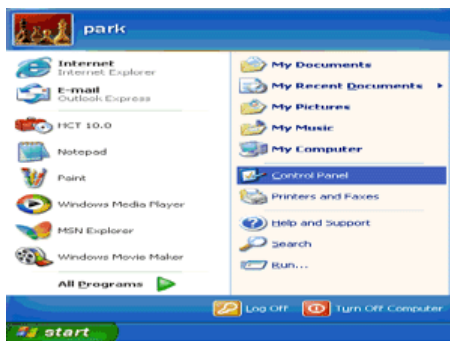 park
Internet
Internet Explorer
E-mail
Outlook Express
HCT 10.0
Notepad
Paint
Windows Media Player
MSN Explorer
Windows Movie Maker
All Programs
My Documents
My Recent Documents
My Pictures
My Music
My Computer
Control Panel
Printers and Faxes
Help and Support
Search
Run...
Log Off
Turn Off Computer
start